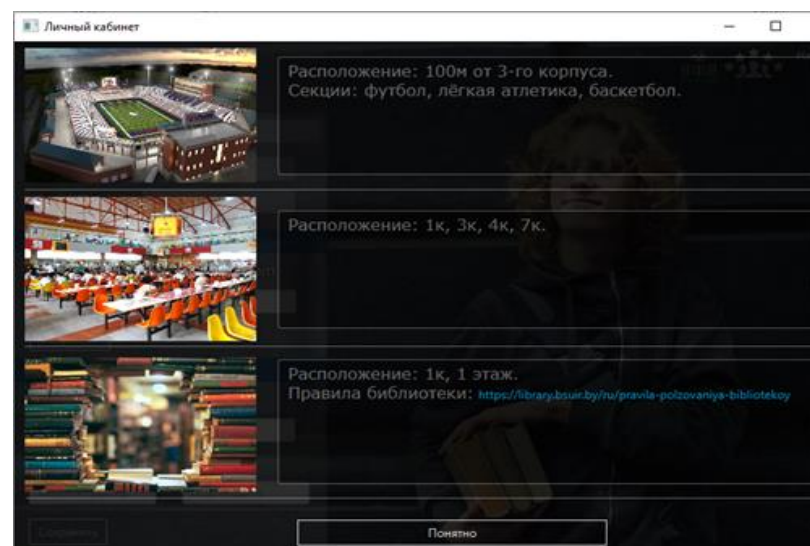 Личный кабинет
Расположение: 100м от 3-го корпуса.
Секции: футбол, лёгкая атлетика, баскетбол.
Расположение: 1к, 3к, 4к, 7к.
Расположение: 1к, 1 этаж.
Правила библиотеки: https://library.bsuir.by/ru/pravila-polzovaniya-bibliotekoy
Сохранить
Понятно